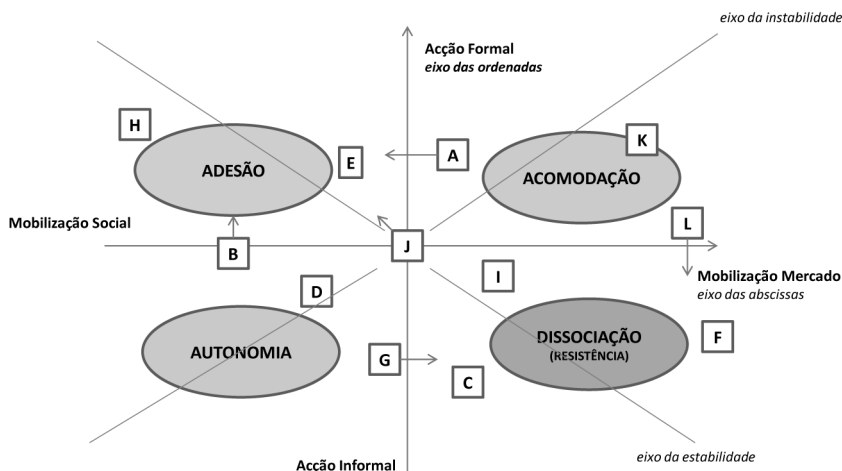 eixo da instabilidade
Acção Formal
eixo das ordenadas
H
K
E
A
ADESÃO
ACOMODAÇÃO
Mobilização Social
L
B
J
Mobilização Mercado
eixo das abscissas
I
D
AUTONOMIA
DISSOCIAÇÃO
(RESISTÊNCIA)
F
G
C
Acção Informal
eixo da estabilidade